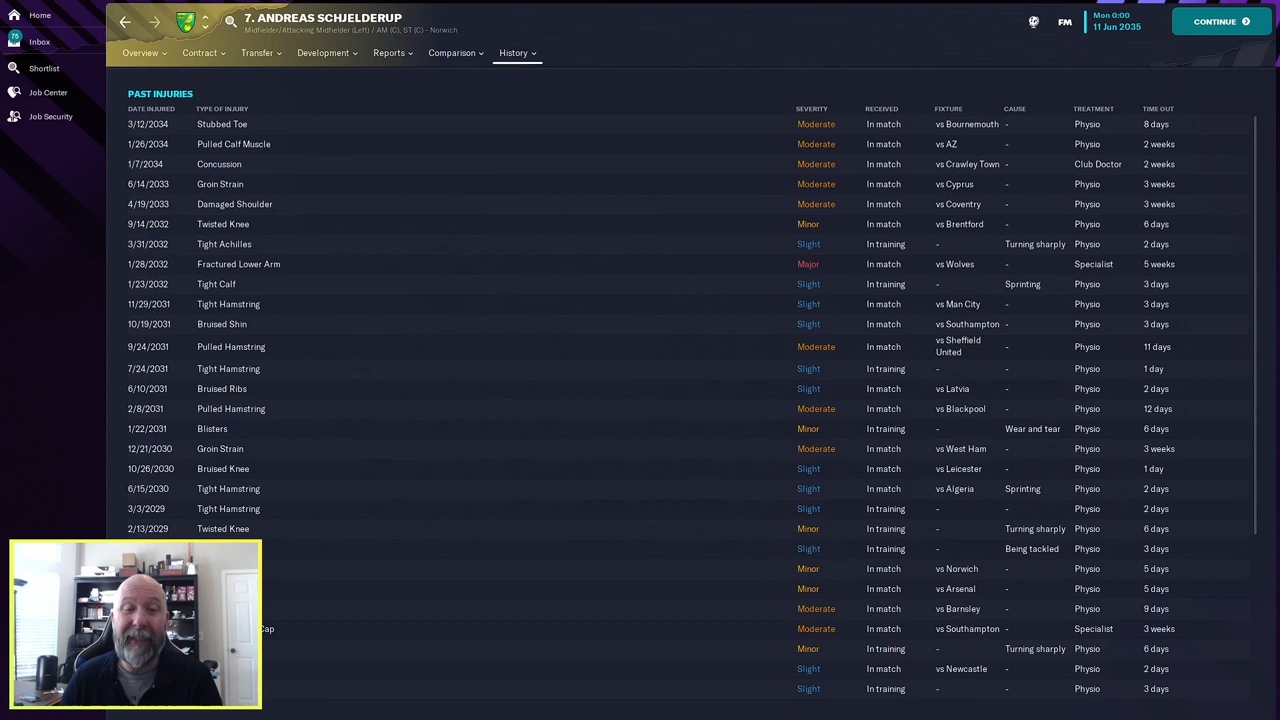 Home
75
Inbox
Shortlist
Job Center
Job Security
7. ANDREAS SCHJELDERUP
Midfielder/Attacking Midfielder (Left) / AM (C), ST (C) - Norwich
FM
Mon 0:00
11 Jun 2035
CONTINUE
Overview Contract Transfer Development Reports Comparison History
PAST INJURIES
DATE INJURED TYPE OF INJURY SEVERITY RECEIVED FIXTURE CAUSE TREATMENT TIME OUT
3/12/2034 Stubbed Toe Moderate In match vs Bournemouth - Physio 8 days
1/26/2034 Pulled Calf Muscle Moderate In match vs AZ - Physio 2 weeks
1/7/2034 Concussion Moderate In match vs Crawley Town - Club Doctor 2 weeks
6/14/2033 Groin Strain Moderate In match vs Cyprus - Physio 3 weeks
4/19/2033 Damaged Shoulder Moderate In match vs Coventry - Physio 3 weeks
9/14/2032 Twisted Knee Minor In match vs Brentford - Physio 6 days
3/31/2032 Tight Achilles Slight In training - Turning sharply Physio 2 days
1/28/2032 Fractured Lower Arm Major In match vs Wolves - Specialist 5 weeks
1/23/2032 Tight Calf Slight In training - Sprinting Physio 3 days
11/29/2031 Tight Hamstring Slight In match vs Man City - Physio 3 days
10/19/2031 Bruised Shin Slight In match vs Southampton - Physio 3 days
9/24/2031 Pulled Hamstring Moderate In match vs Sheffield United - Physio 11 days
7/24/2031 Tight Hamstring Slight In training - - Physio 1 day
6/10/2031 Bruised Ribs Slight In match vs Latvia - Physio 2 days
2/8/2031 Pulled Hamstring Moderate In match vs Blackpool - Physio 12 days
1/22/2031 Blisters Minor In training - Wear and tear Physio 6 days
12/21/2030 Groin Strain Moderate In match vs West Ham - Physio 3 weeks
10/26/2030 Bruised Knee Slight In match vs Leicester - Physio 1 day
6/15/2030 Tight Hamstring Slight In match vs Algeria Sprinting Physio 2 days
3/3/2029 Tight Hamstring Slight In training - - Physio 2 days
2/13/2029 Twisted Knee Minor In training - Turning sharply Physio 6 days
Slight In training - Being tackled Physio 3 days
Minor In match vs Norwich - Physio 5 days
Minor In match vs Arsenal - Physio 5 days
Moderate In match vs Barnsley - Physio 9 days
Cap Moderate In match vs Southampton - Specialist 3 weeks
Minor In training - Turning sharply Physio 6 days
Slight In match vs Newcastle - Physio 2 days
Slight In training - - Physio 3 days